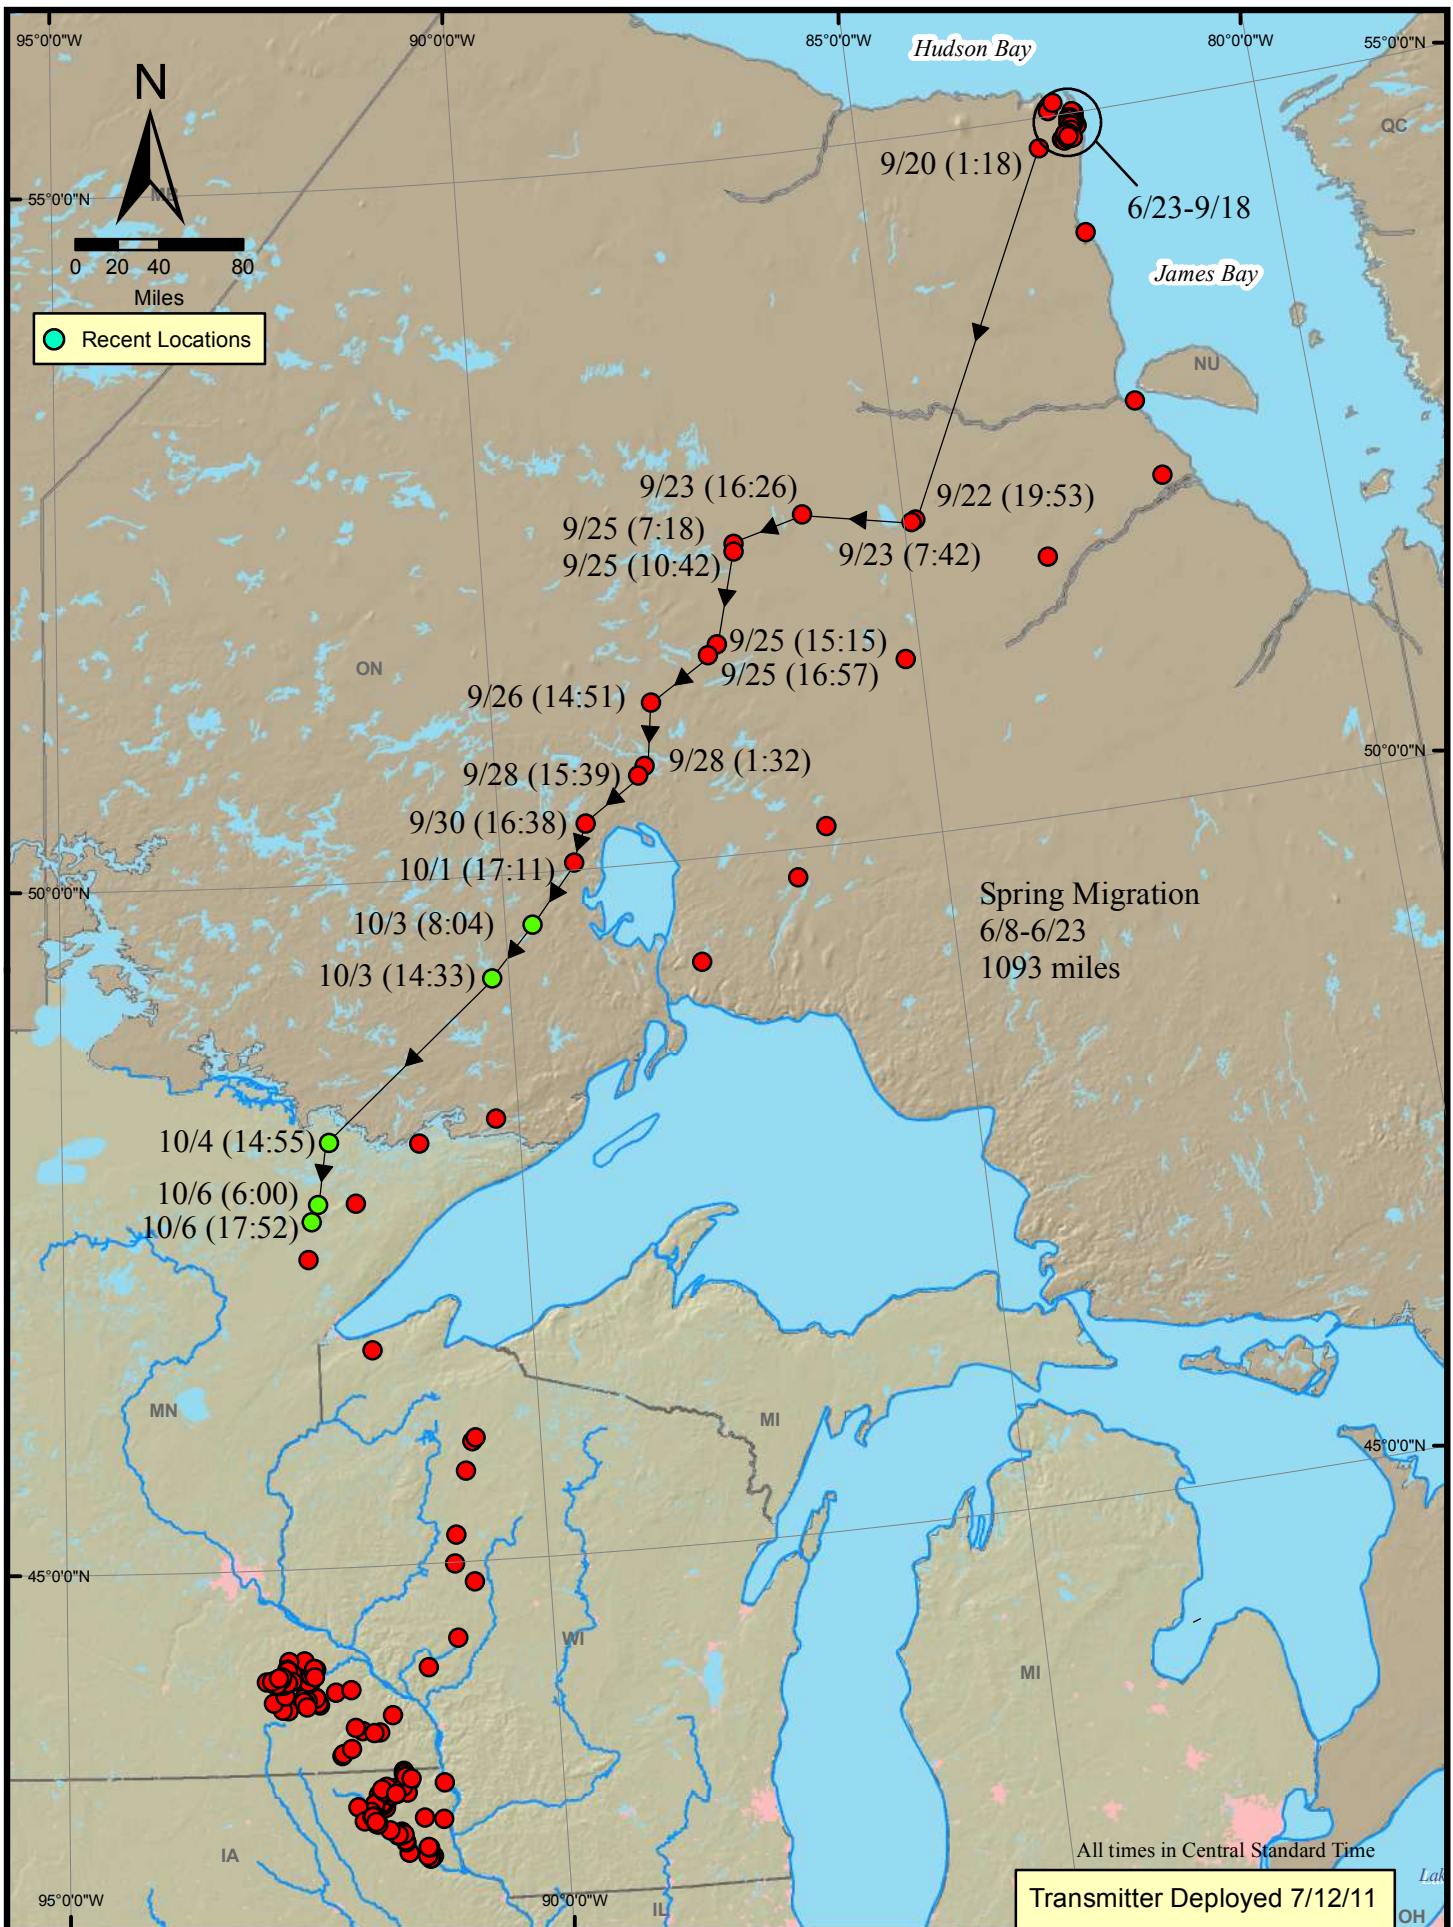 95°0'0"W
90°0'0"W
85°0'0"W
80°0'0"W
55°0'0"N
Hudson Bay
N
MB
QC
55°0'0"N
9/20 (1:18)
6/23-9/18
0 20 40 80
Miles
James Bay
Recent Locations
NU
9/23 (16:26)
9/22 (19:53)
9/25 (7:18)
9/23 (7:42)
9/25 (10:42)
9/25 (15:15)
ON
9/25 (16:57)
9/26 (14:51)
9/28 (1:32)
50°0'0"N
9/28 (15:39)
9/30 (16:38)
10/1 (17:11)
50°0'0"N
Spring Migration
6/8-6/23
1093 miles
10/3 (8:04)
10/3 (14:33)
10/4 (14:55)
10/6 (6:00)
10/6 (17:52)
MN
MI
45°0'0"N
45°0'0"N
WI
MI
IA
All times in Central Standard Time
95°0'0"W
90°0'0"W
IL
Transmitter Deployed 7/12/11
OH